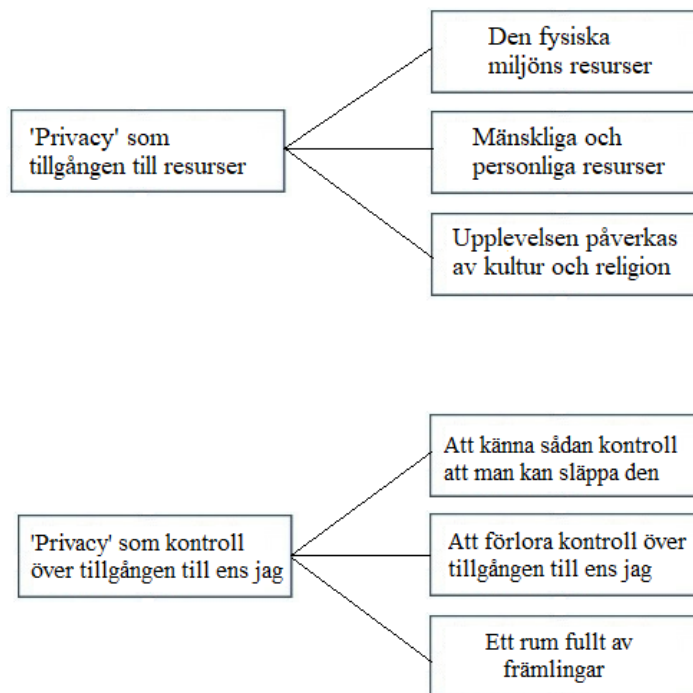 'Privacy' som
tillgången till resurser
Den fysiska
miljöns resurser
Mänskliga och
personliga resurser
Upplevelsen påverkas
av kultur och religion
'Privacy' som kontroll
över tillgången till ens jag
Att känna sådan kontroll
att man kan släppa den
Att förlora kontroll över
tillgången till ens jag
Ett rum fullt av
främlingar